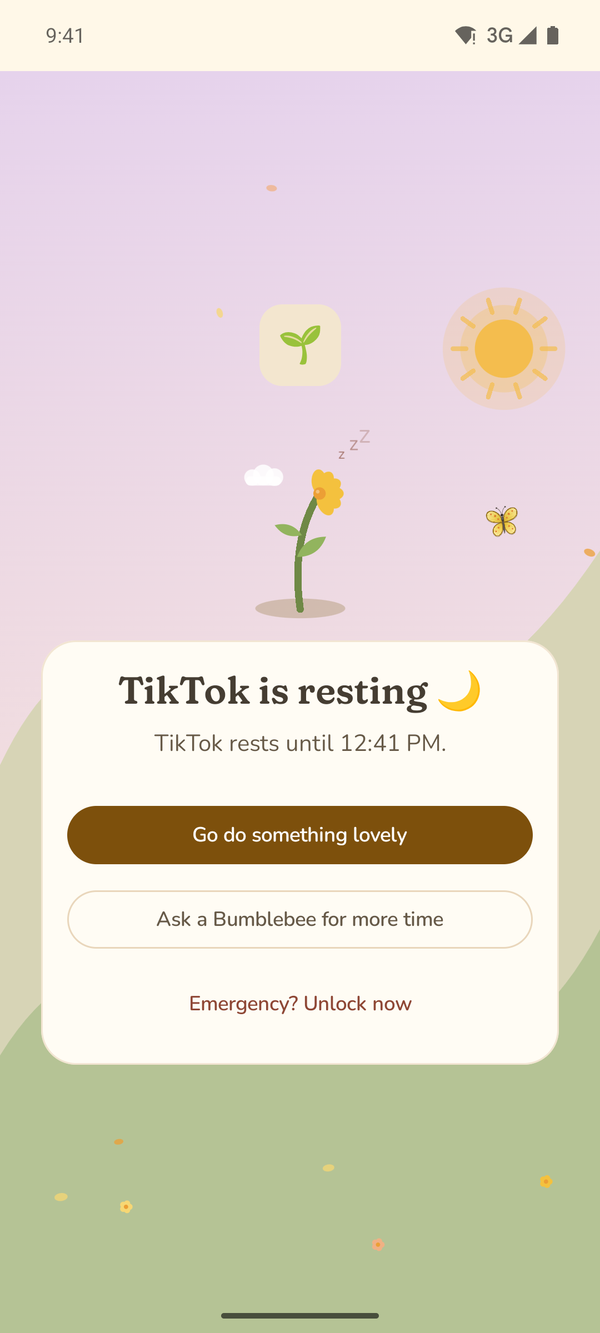 9:41
3G
z z Z
TikTok is resting 🌙
TikTok rests until 12:41 PM.
Go do something lovely
Ask a Bumblebee for more time
Emergency? Unlock now